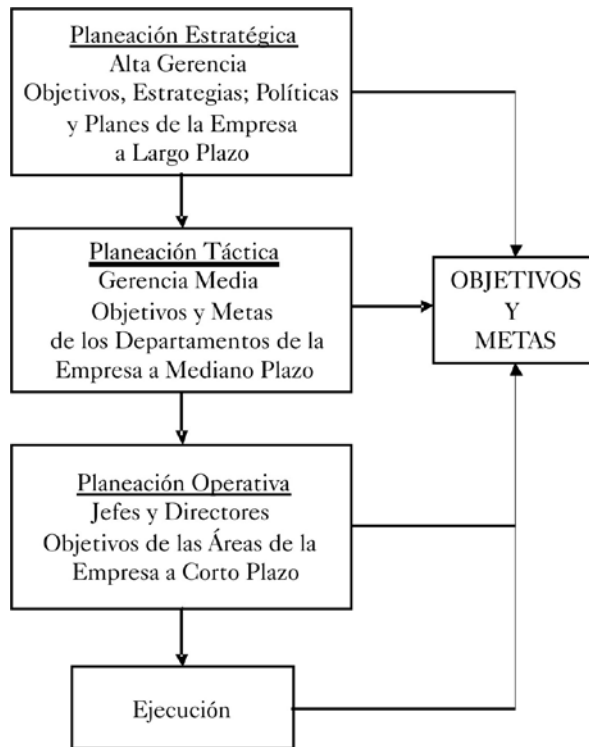 Planeación Estratégica
Alta Gerencia
Objetivos, Estrategias; Políticas
y Planes de la Empresa
a Largo Plazo
Planeación Táctica
Gerencia Media
Objetivos y Metas
de los Departamentos de la
Empresa a Mediano Plazo
OBJETIVOS
Y
METAS
Planeación Operativa
Jefes y Directores
Objetivos de las Áreas de la
Empresa a Corto Plazo
Ejecución